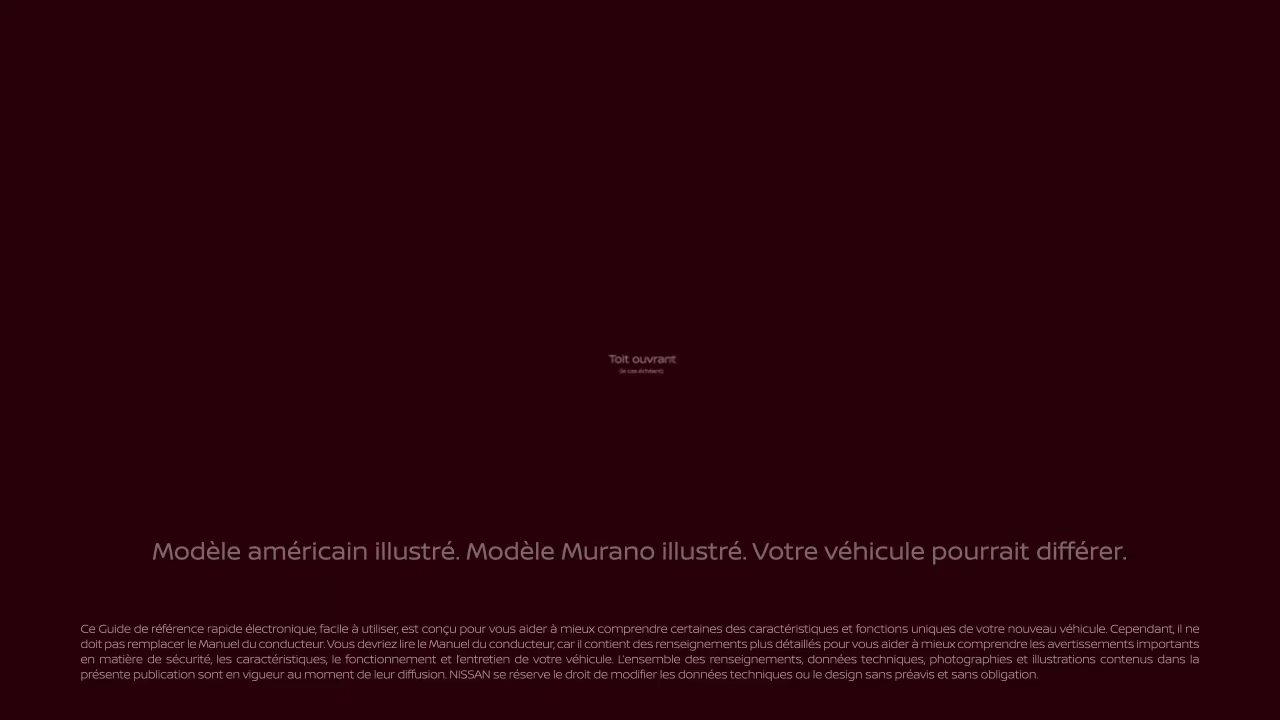 Toit ouvrant
(le cas échéant)
Modèle américain illustré. Modèle Murano illustré. Votre véhicule pourrait différer.
Ce Guide de référence rapide électronique, facile à utiliser, est conçu pour vous aider à mieux comprendre certaines des caractéristiques et fonctions uniques de votre nouveau véhicule. Cependant, il ne
doit pas remplacer le Manuel du conducteur. Vous devriez lire le Manuel du conducteur, car il contient des renseignements plus détaillés pour vous aider à mieux comprendre les avertissements importants
en matière de sécurité, les caractéristiques, le fonctionnement et l'entretien de votre véhicule. L'ensemble des renseignements, données techniques, photographies et illustrations contenus dans la
présente publication sont en vigueur au moment de leur diffusion. NISSAN se réserve le droit de modifier les données techniques ou le design sans préavis et sans obligation.